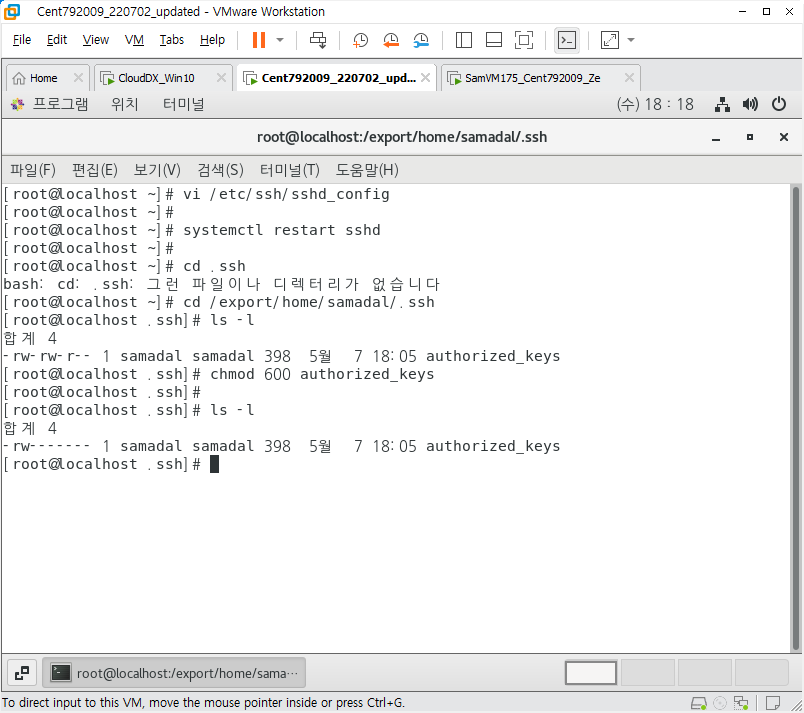 Cent792009_220702_updated - VMware Workstation
File Edit View VM Tabs Help
Home CloudDX_Win10 Cent792009_220702_upd... SamVM175_Cent792009_Ze
프로그램 위치 터미널 (수) 18 : 18
root@localhost:/export/home/samadal/.ssh
파일(F) 편집(E) 보기(V) 검색(S) 터미널(T) 도움말(H)
[root@localhost ~]# vi /etc/ssh/sshd_config
[root@localhost ~]#
[root@localhost ~]# systemctl restart sshd
[root@localhost ~]#
[root@localhost ~]# cd .ssh
bash: cd: .ssh: 그런 파일이나 디렉터리가 없습니다
[root@localhost ~]# cd /export/home/samadal/.ssh
[root@localhost .ssh]# ls -l
합계 4
-rw-rw-r-- 1 samadal samadal 398  5월  7 18:05 authorized_keys
[root@localhost .ssh]# chmod 600 authorized_keys
[root@localhost .ssh]#
[root@localhost .ssh]# ls -l
합계 4
-rw------- 1 samadal samadal 398  5월  7 18:05 authorized_keys
[root@localhost .ssh]#
root@localhost:/export/home/sama···
To direct input to this VM, move the mouse pointer inside or press Ctrl+G.